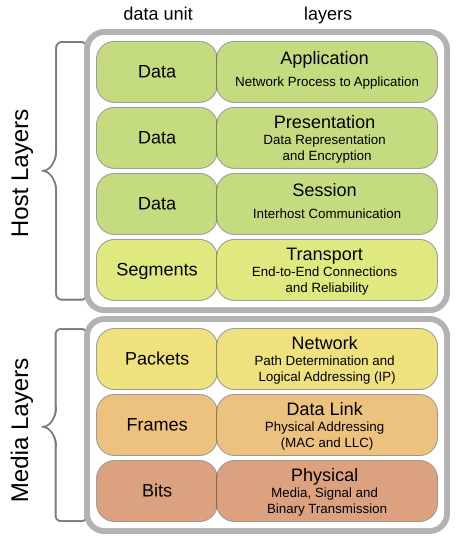 data unit layers
Host Layers
Data Application
Network Process to Application
Data Presentation
Data Representation
and Encryption
Data Session
Interhost Communication
Segments Transport
End-to-End Connections
and Reliability
Media Layers
Packets Network
Path Determination and
Logical Addressing (IP)
Frames Data Link
Physical Addressing
(MAC and LLC)
Bits Physical
Media, Signal and
Binary Transmission